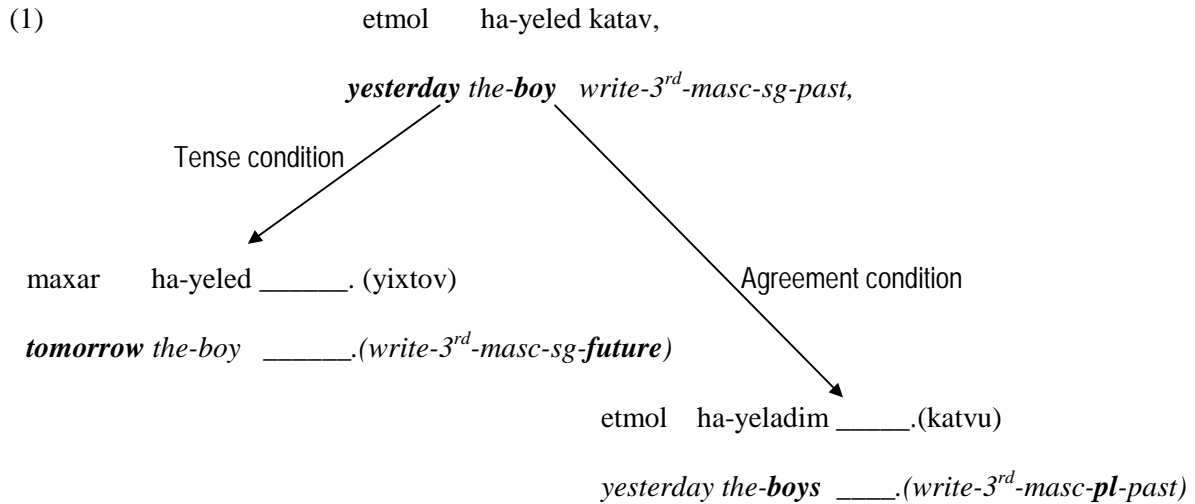 (1) etmol ha-yeled katav,
yesterday the-boy write-3rd-masc-sg-past,
Tense condition
maxar ha-yeled ______. (yixtov)
Agreement condition
tomorrow the-boy ______.(write-3rd-masc-sg-future)
etmol ha-yeladim _____.(katvu)
yesterday the-boys ____.(write-3rd-masc-pl-past)